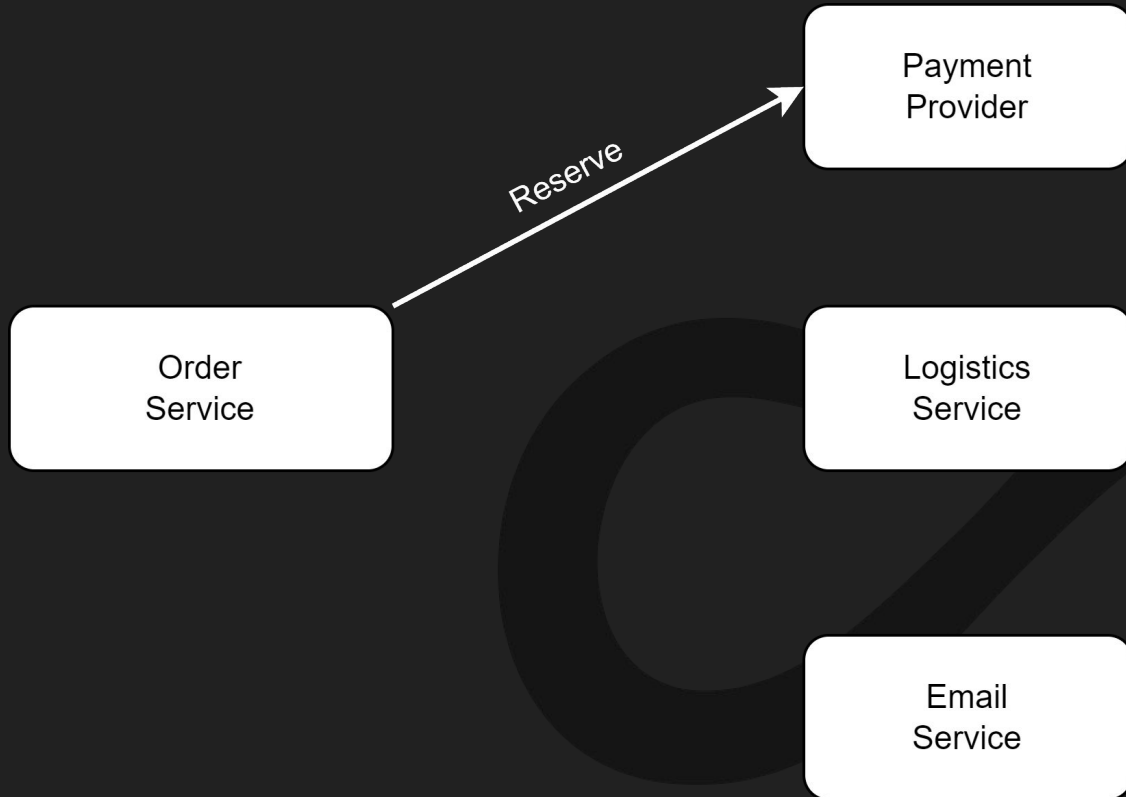 Payment
Provider
Reserve
Order
Service
Logistics
Service
Email
Service